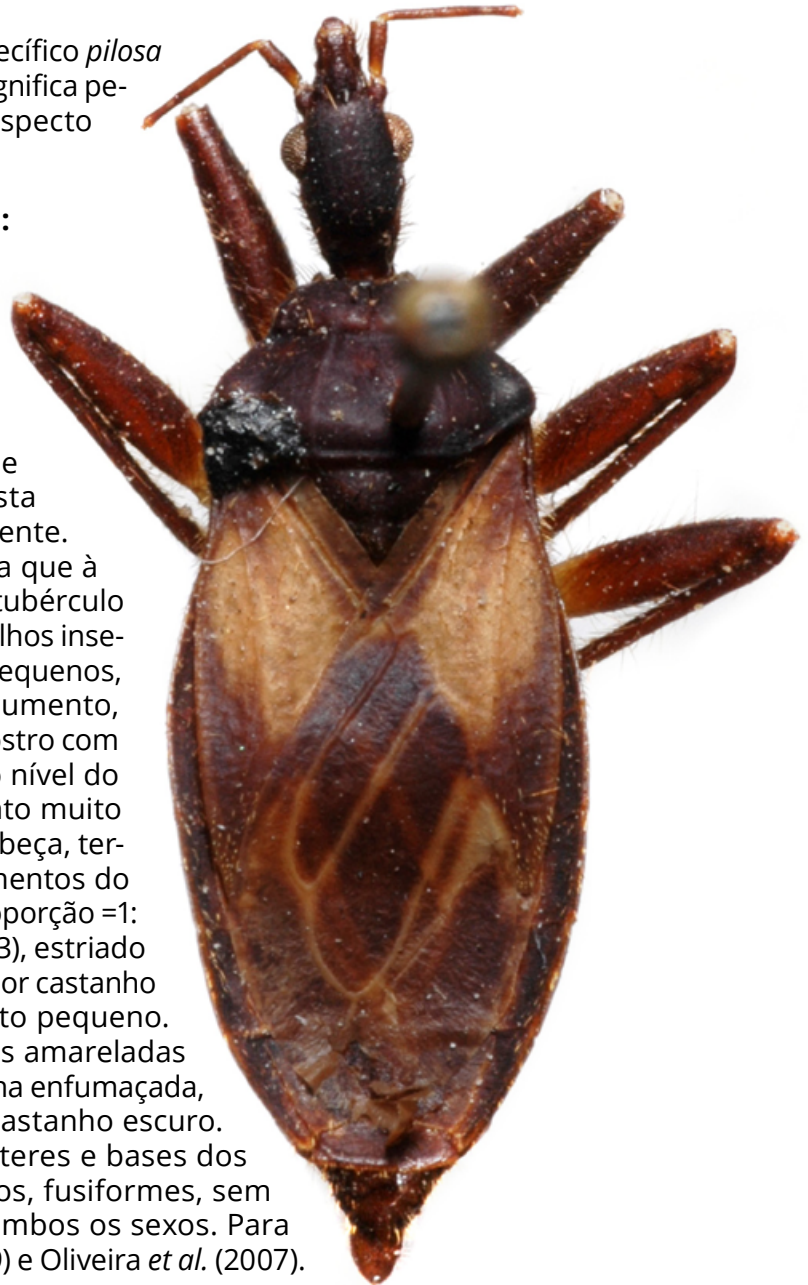 ecífico pilosa
gnifica pe-
specto
:
e
sta
ente.
a que à
tubérculo
lhos inse-
equenos,
umento,
stro com
o nível do
to muito
beça, ter-
mentos do
oporção =1:
3), estriado
or castanho
to pequeno.
s amareladas
na enfumaçada,
astanho escuro.
teres e bases dos
os, fusiformes, sem
mbos os sexos. Para
) e Oliveira et al. (2007).